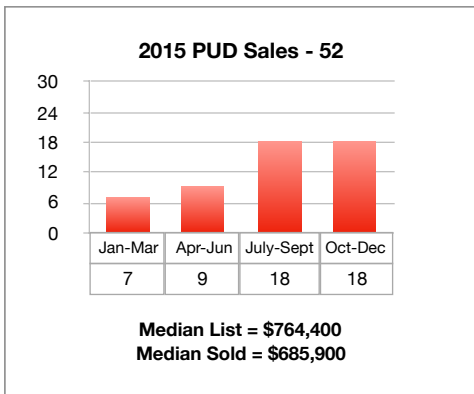 2015 PUD Sales - 52
30
24
18
12
6
0
Jan-Mar Apr-Jun July-Sept Oct-Dec
7 9 18 18
Median List = $764,400
Median Sold = $685,900